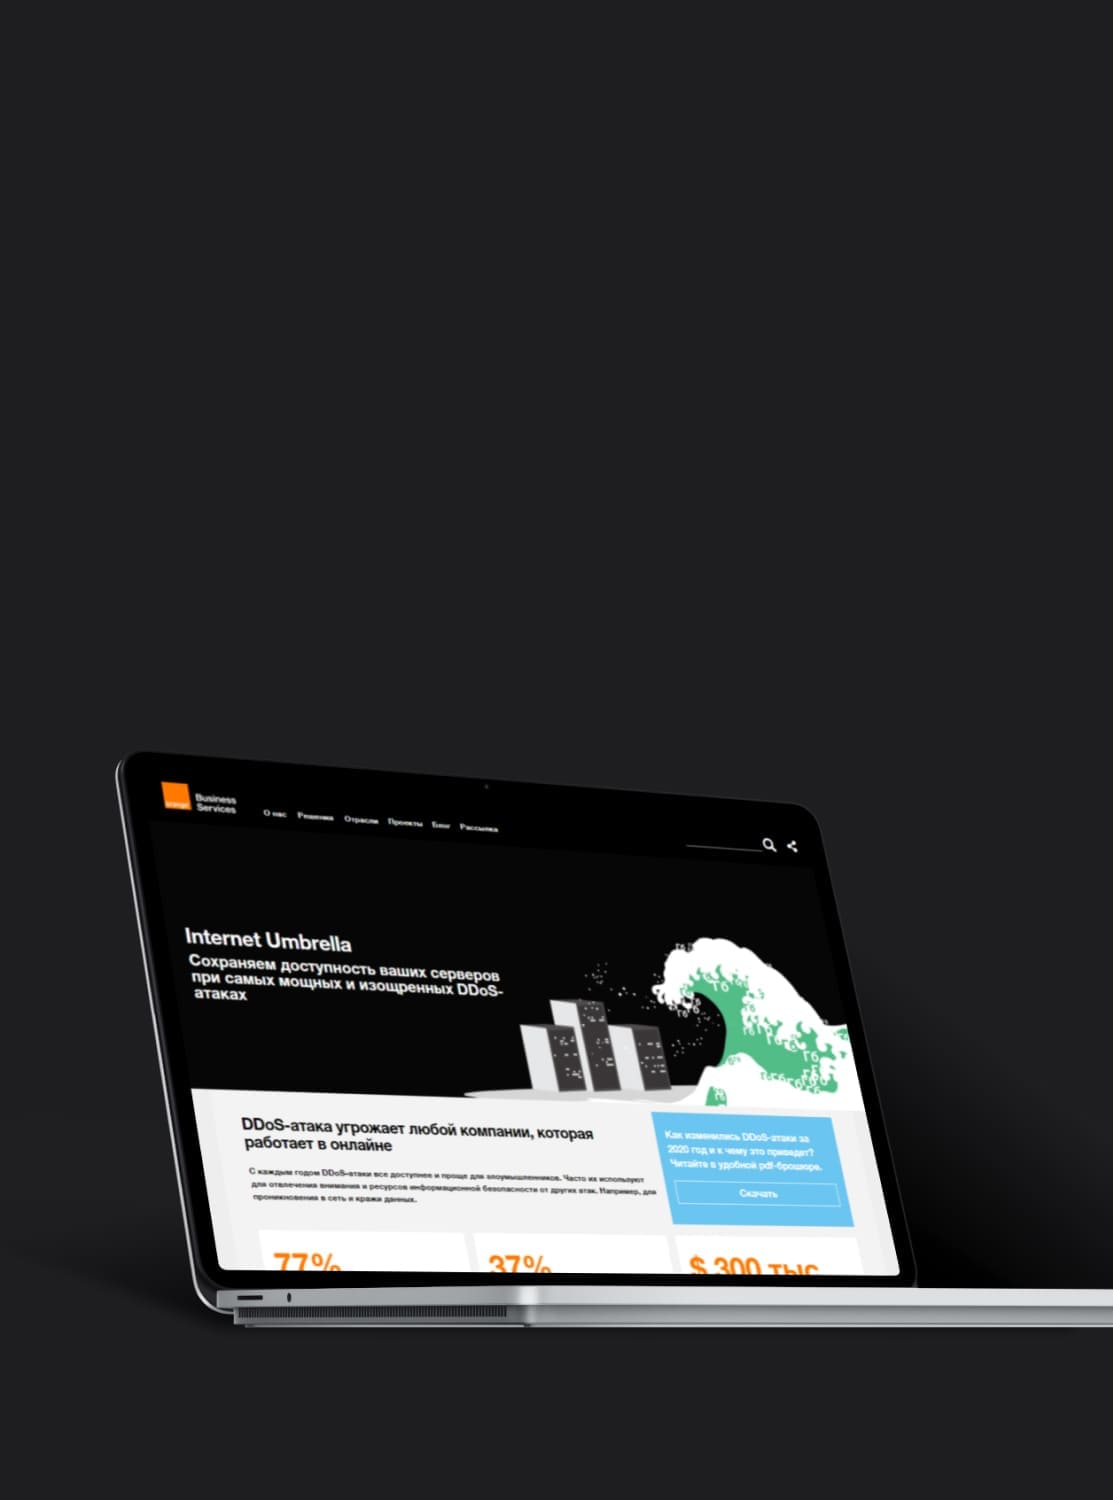 orange
Business
Services
О нас Решения Отрасли Проекты Блог Рассылка
Internet Umbrella
Сохраняем доступность ваших серверов
при самых мощных и изощренных DDoS-
атаках
DDoS-атака угрожает любой компании, которая
работает в онлайне
С каждым годом DDoS-атаки все доступнее и проще для злоумышленников. Часто их используют
для отвлечения внимания и ресурсов информационной безопасности от других атак. Например, для
проникновения в сеть и кражи данных.
Как изменились DDoS-атаки за
2020 год и к чему это приведет?
Читайте в удобной pdf-брошюре.
Скачать
77%
37%
$ 300 тыс